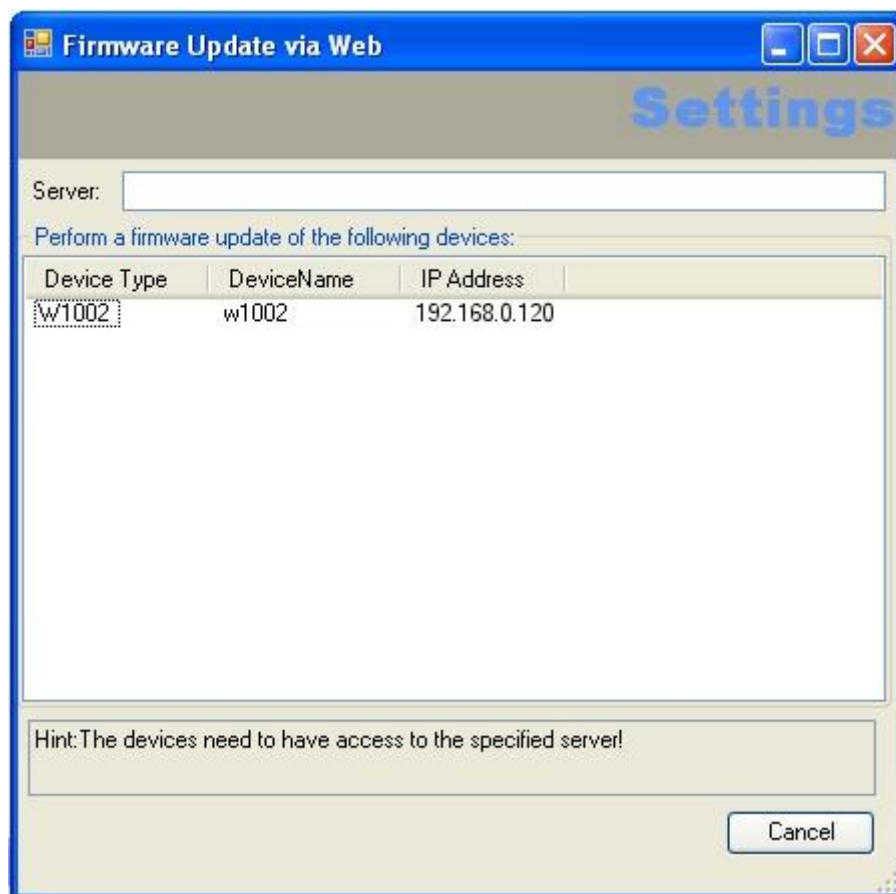 Firmware Update via Web
Settings
Server:
Perform a firmware update of the following devices:
Device Type DeviceName IP Address
W1002 w1002 192.168.0.120
Hint:The devices need to have access to the specified server!
Cancel